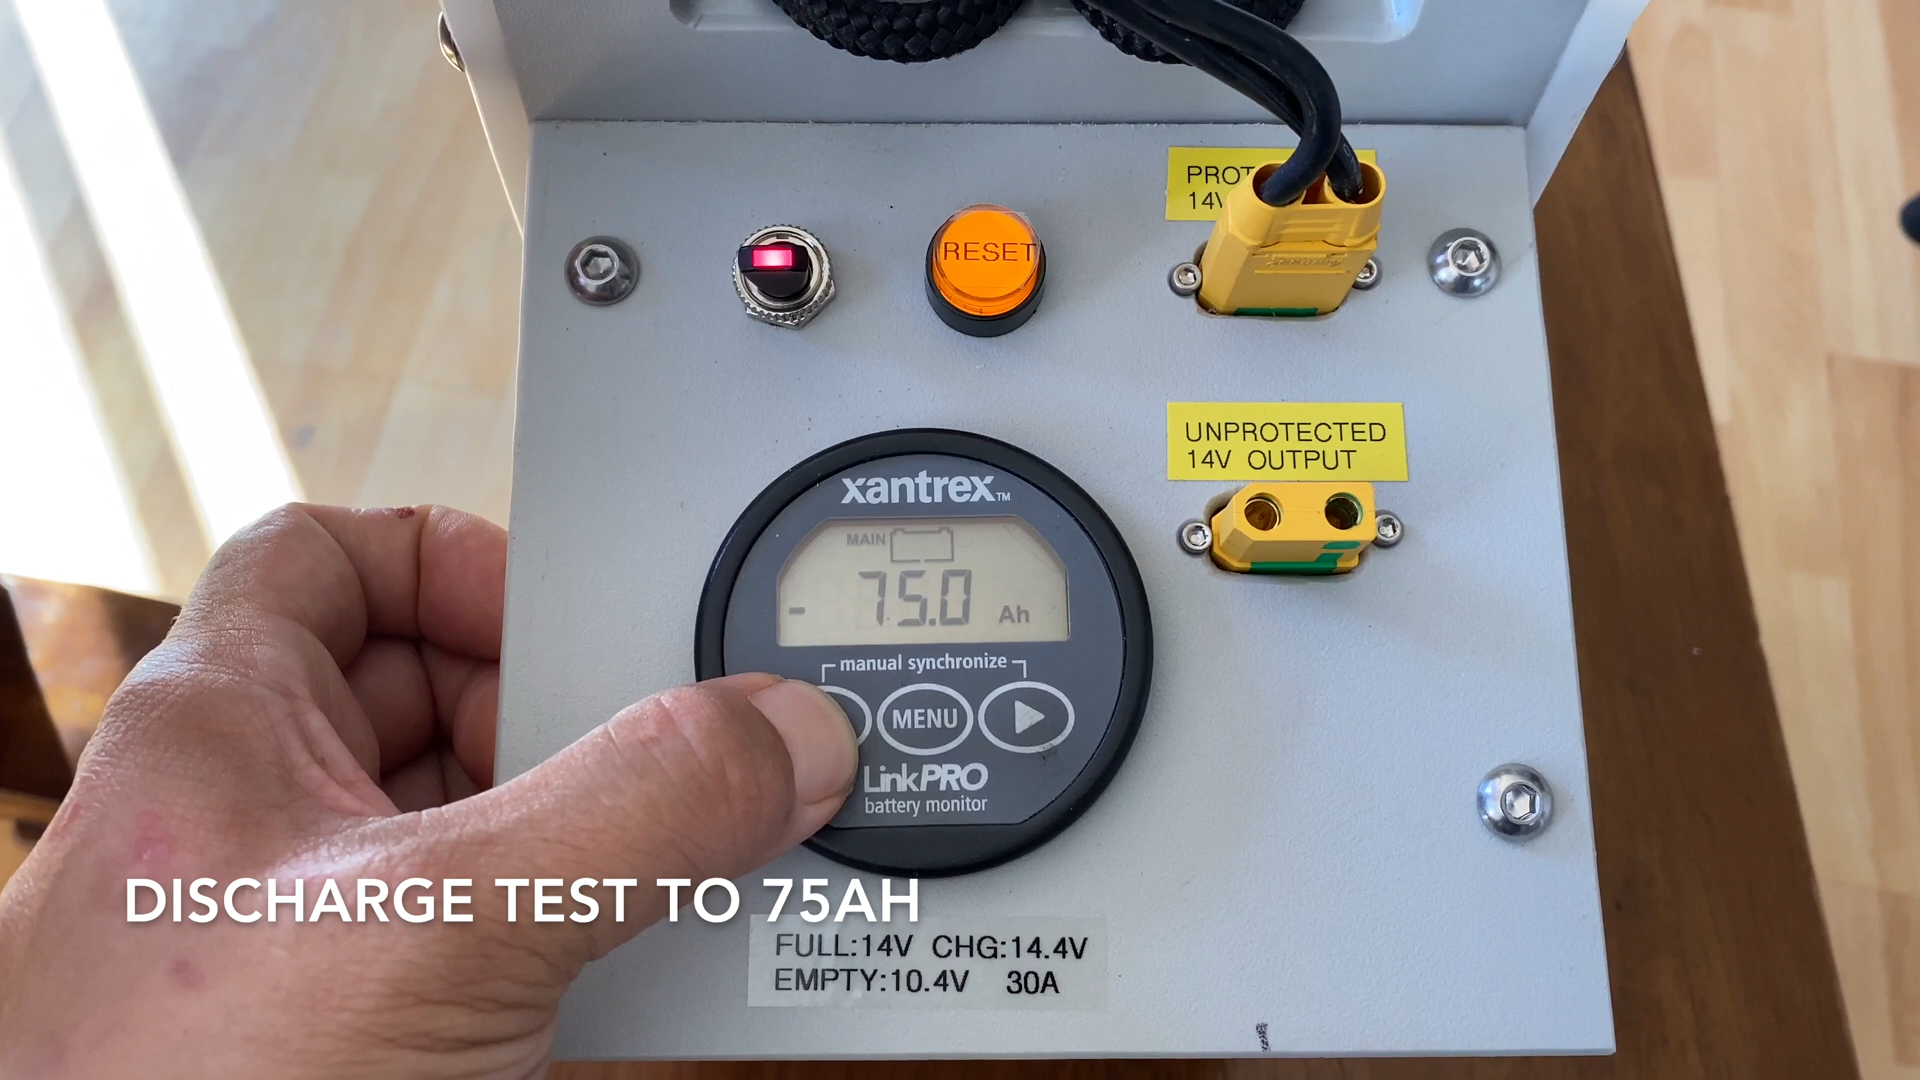 PROT
14V
RESET
UNPROTECTED
14V OUTPUT
xantrex™
MAIN
- 75.0 Ah
manual synchronize
MENU
LinkPRO
battery monitor
DISCHARGE TEST TO 75AH
FULL:14V CHG:14.4V
EMPTY:10.4V 30A